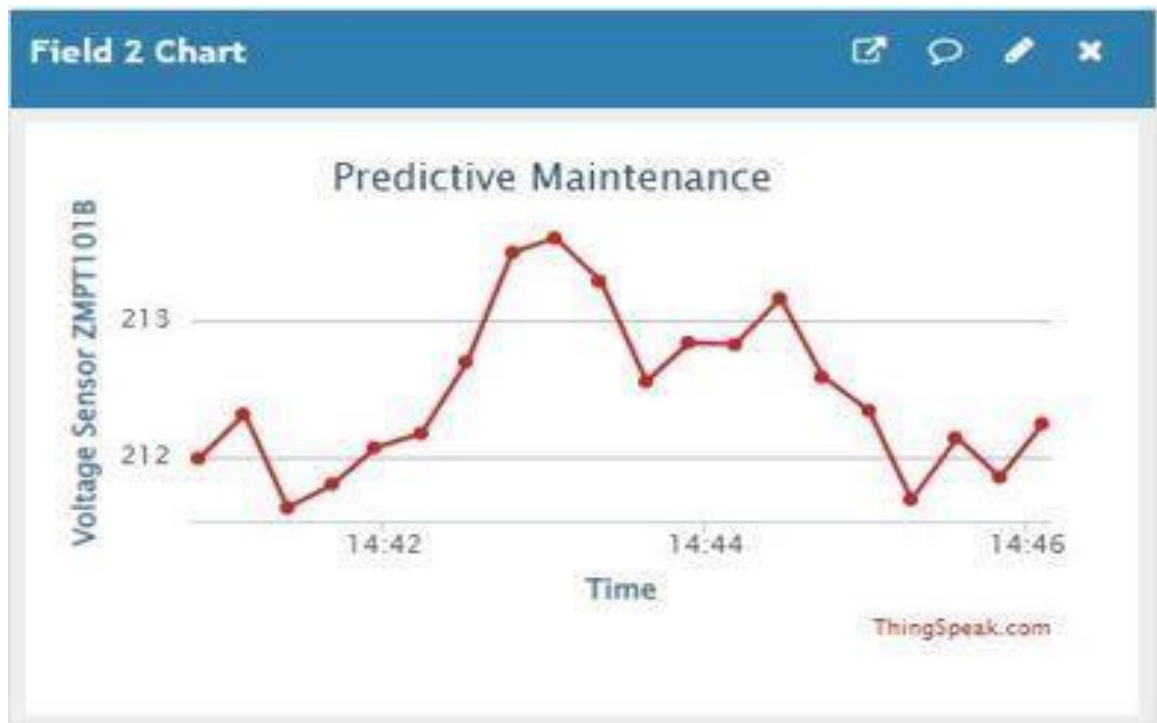 Field 2 Chart
Predictive Maintenance
Voltage Sensor ZMPT101B
213
212
14:42
14:44
14:46
Time
ThingSpeak.com